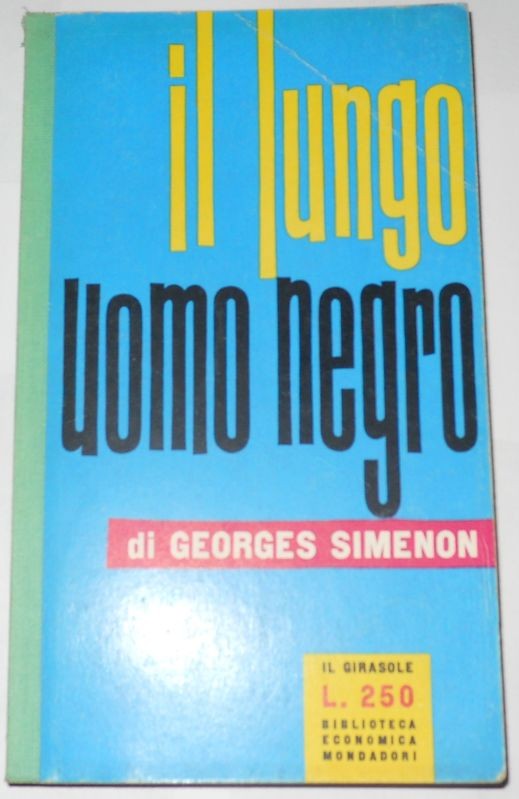 il lungo
uomo negro
di GEORGES SIMENON
IL GIRASOLE
L. 250
BIBLIOTECA
ECONOMICA
MONDADORI